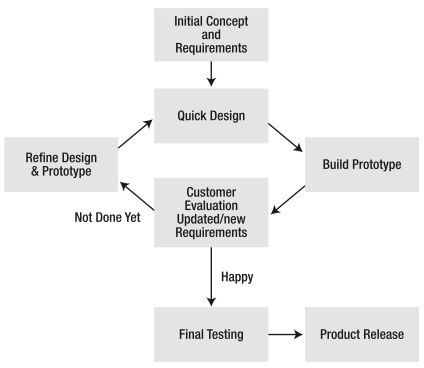 Initial Concept
and
Requirements
Quick Design
Refine Design
& Prototype
Build Prototype
Customer
Evaluation
Updated/new
Requirements
Not Done Yet
Happy
Final Testing
Product Release